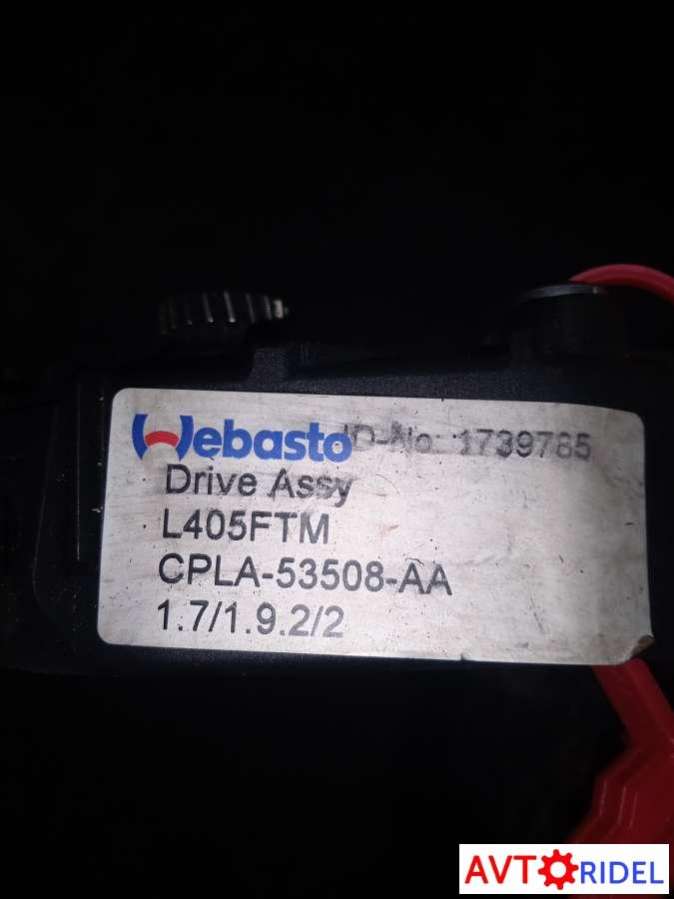 Webasto ID-No: 1739785
Drive Assy
L405FTM
CPLA-53508-AA
1.7/1.9.2/2
AVTORIDEL